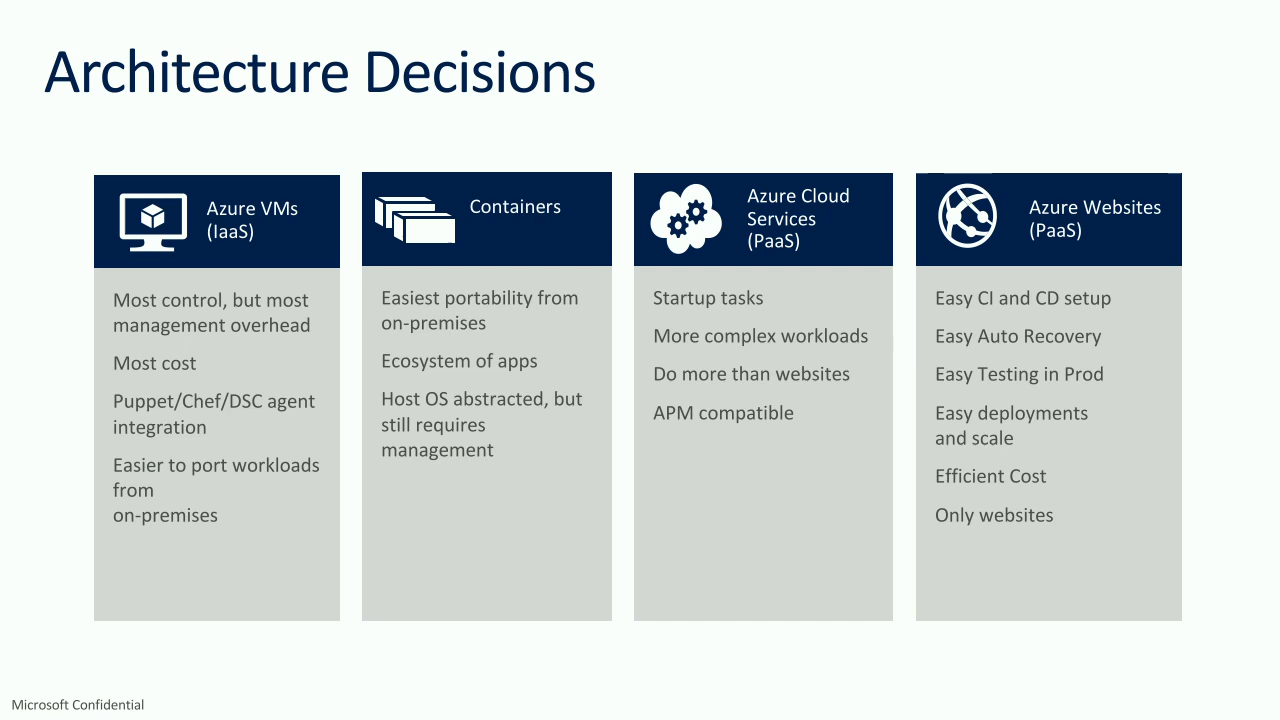 Architecture Decisions
Azure VMs
(IaaS)
Most control, but most
management overhead
Most cost
Puppet/Chef/DSC agent
integration
Easier to port workloads
from
on-premises
Containers
Easiest portability from
on-premises
Ecosystem of apps
Host OS abstracted, but
still requires
management
Azure Cloud
Services
(PaaS)
Startup tasks
More complex workloads
Do more than websites
APM compatible
Azure Websites
(PaaS)
Easy CI and CD setup
Easy Auto Recovery
Easy Testing in Prod
Easy deployments
and scale
Efficient Cost
Only websites
Microsoft Confidential